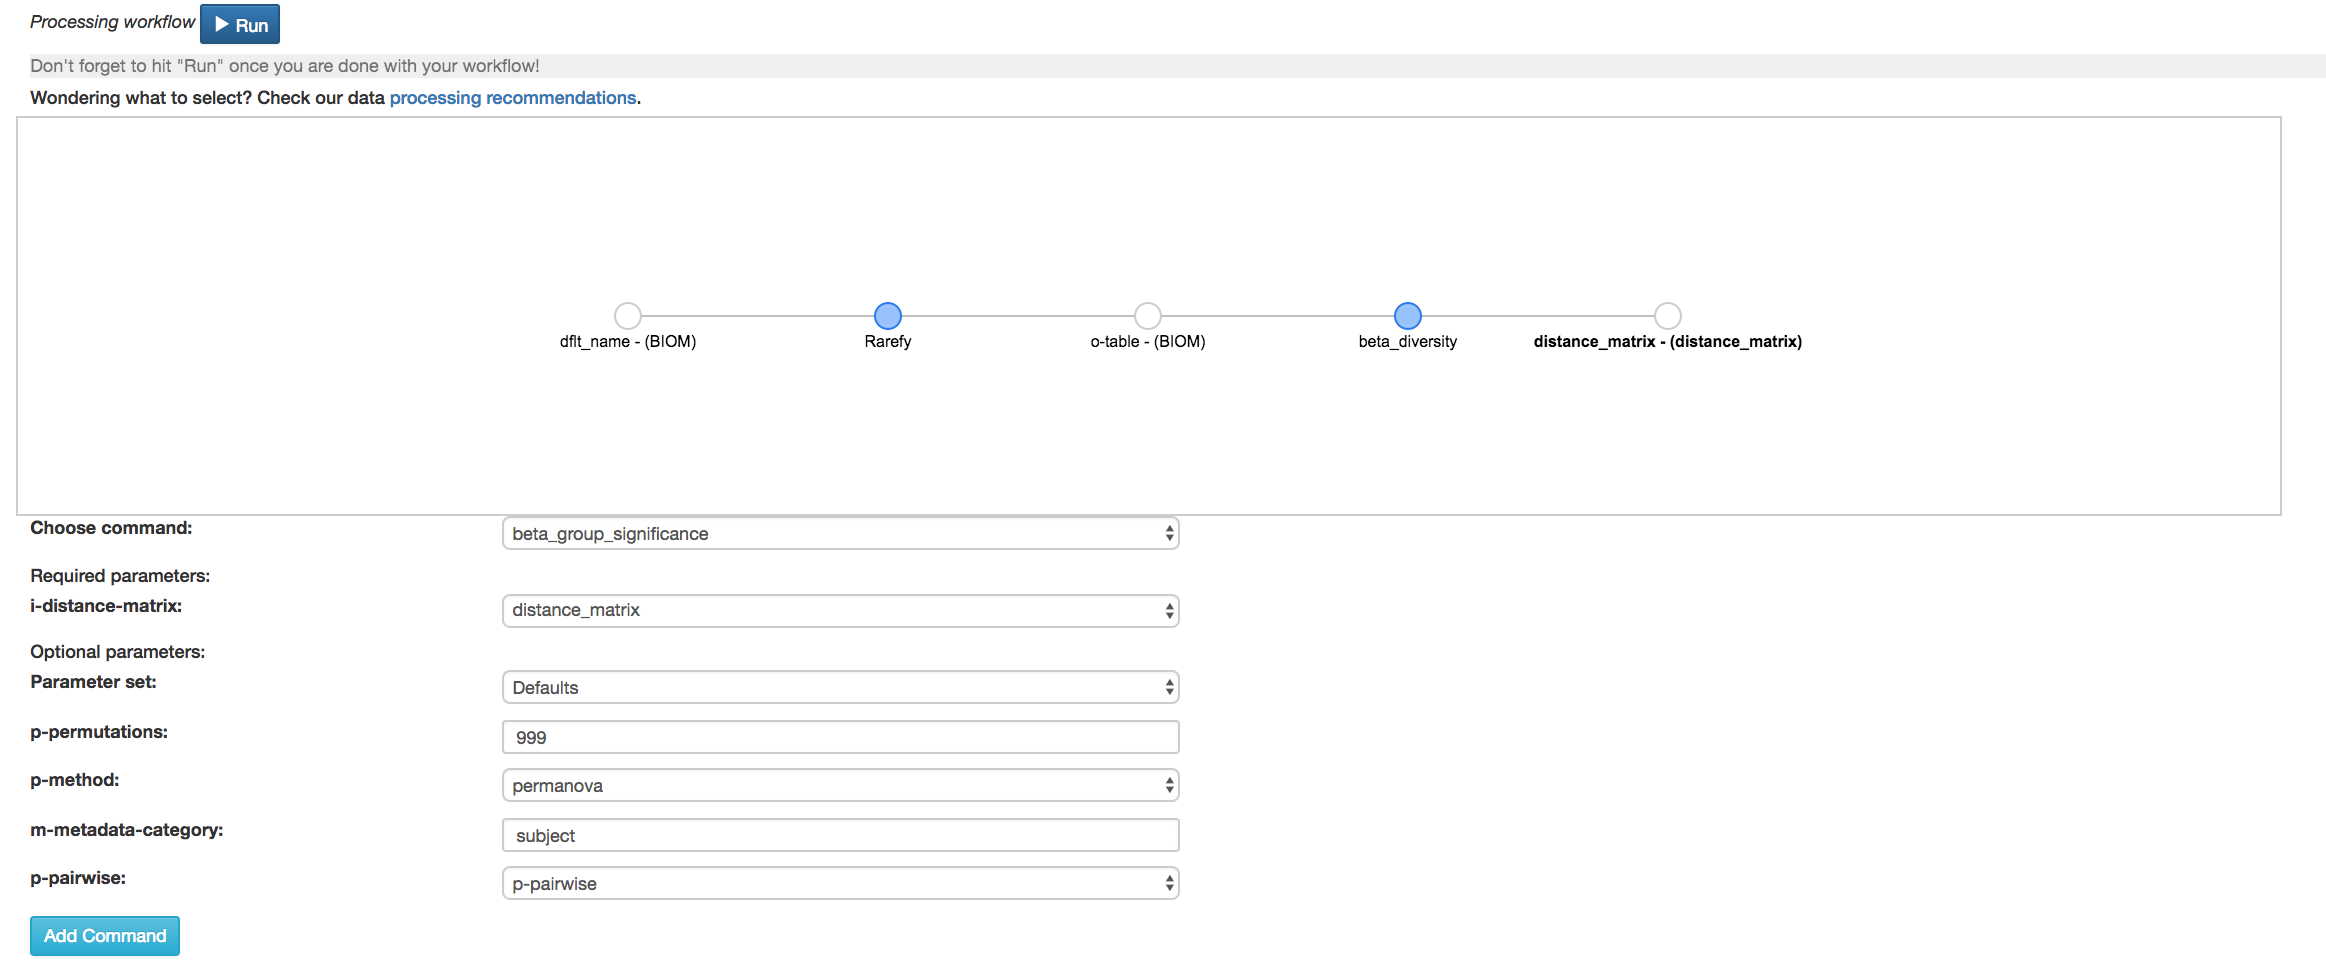 Processing workflow Run
Don't forget to hit "Run" once you are done with your workflow!
Wondering what to select? Check our data processing recommendations.
dflt_name - (BIOM) Rarefy o-table - (BIOM) beta_diversity distance_matrix - (distance_matrix)
Choose command: beta_group_significance
Required parameters:
i-distance-matrix: distance_matrix
Optional parameters:
Parameter set: Defaults
p-permutations: 999
p-method: permanova
m-metadata-category: subject
p-pairwise: p-pairwise
Add Command